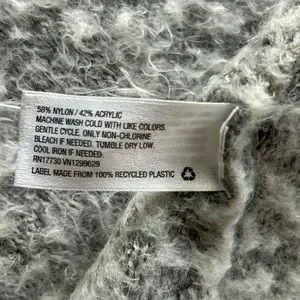 58% NYLON / 42% ACRYLIC
MACHINE WASH COLD WITH LIKE COLORS.
GENTLE CYCLE. ONLY NON-CHLORINE
BLEACH IF NEEDED. TUMBLE DRY LOW.
COOL IRON IF NEEDED.
RN17730 VN1299629
LABEL MADE FROM 100% RECYCLED PLASTIC